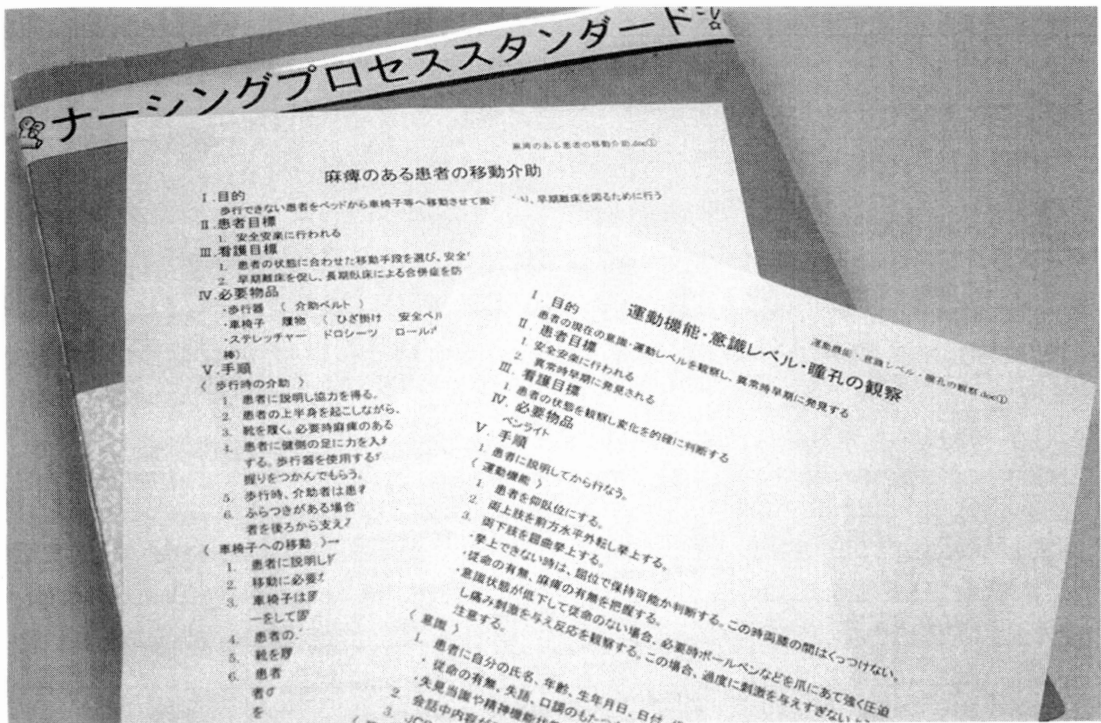 ナーシングプロセススタンダード
麻痺のある患者の移動介助.doc①
麻痺のある患者の移動介助
Ⅰ.目的
歩行できない患者をベッドから車椅子等へ移動させて搬 、早期離床を図るために行う
Ⅱ.患者目標
1. 安全安楽に行われる
Ⅲ.看護目標
1. 患者の状態に合わせた移動手段を選び、安全
2. 早期離床を促し、長期臥床による合併症を防
Ⅳ.必要物品
・歩行器 ( 介助ベルト )
・車椅子 履物 ( ひざ掛け 安全ベル
・ステレッチャー ドロシーツ ロール
棒)
Ⅴ.手順
( 歩行時の介助 )
1. 患者に説明し協力を得る。
2. 患者の上半身を起こしながら、
3. 靴を履く。必要時麻痺のある
4. 患者に健側の足に力を入
する。歩行器を使用する
握りをつかんでもらう。
5. 歩行時、介助者は患
6. ふらつきがある場合
者を後ろから支え
( 車椅子への移動 )
1. 患者に説明し
2. 移動に必要
3. 車椅子は
ーをして
4. 患者の
5. 靴を
6. 患者
者の
を
運動機能・意識レベル・瞳孔の観察.doc①
運動機能・意識レベル・瞳孔の観察
Ⅰ.目的
患者の現在の意識・運動レベルを観察し、異常時早期に発見する
Ⅱ.患者目標
1. 安全安楽に行われる
2. 異常時早期に発見される
Ⅲ.看護目標
1. 患者の状態を観察し変化を的確に判断する
Ⅳ.必要物品
ペンライト
Ⅴ.手順
1. 患者に説明してから行なう。
( 運動機能 )
1. 患者を仰臥位にする。
2. 両上肢を前方水平外転し挙上する。
3. 両下肢を屈曲挙上する。
・挙上できない時は、屈位で保持可能か判断する。この時両膝の間はくっつけない。
・従命の有無、麻痺の有無を把握する。
・意識状態が低下して従命のない場合、必要時ボールペンなどを爪にあて強く圧迫
し痛み刺激を与え反応を観察する。この場合、過度に刺激を与えすぎない
注意する。
( 意識 )
1. 患者に自分の氏名、年齢、生年月日、日付、
・従命の有無、失語、口調のもたつ
失見当識や精神機能状
2. 会話中内容が
3. JCS